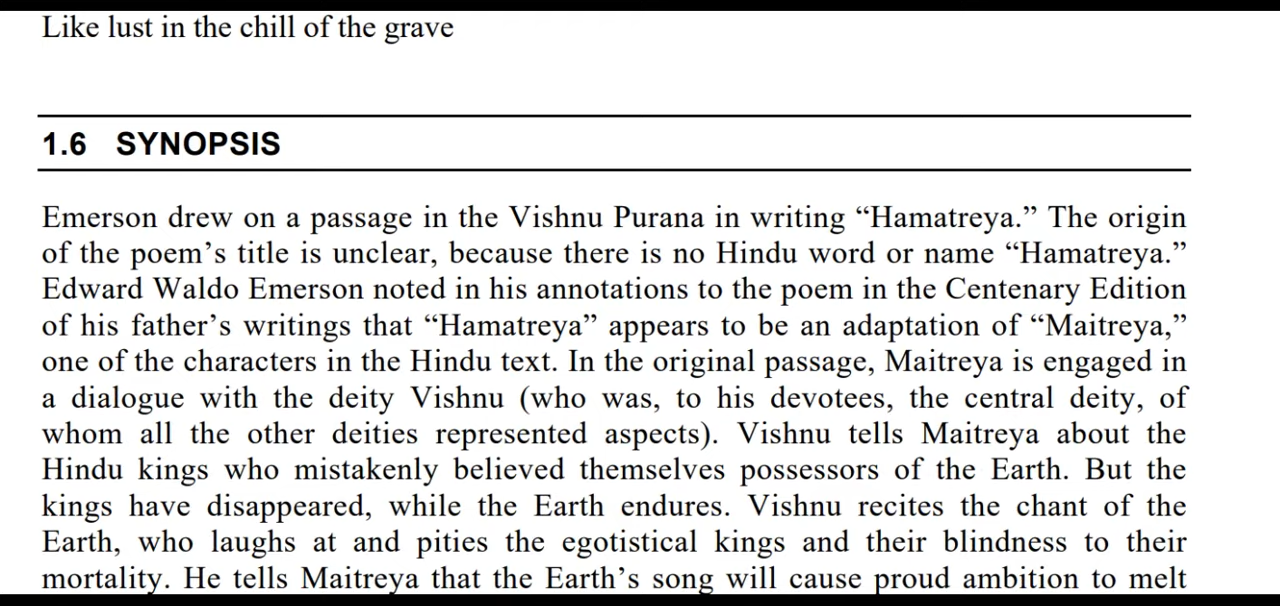 Like lust in the chill of the grave
1.6 SYNOPSIS
Emerson drew on a passage in the Vishnu Purana in writing “Hamatreya.” The origin
of the poem’s title is unclear, because there is no Hindu word or name “Hamatreya.”
Edward Waldo Emerson noted in his annotations to the poem in the Centenary Edition
of his father’s writings that “Hamatreya” appears to be an adaptation of “Maitreya,”
one of the characters in the Hindu text. In the original passage, Maitreya is engaged in
a dialogue with the deity Vishnu (who was, to his devotees, the central deity, of
whom all the other deities represented aspects). Vishnu tells Maitreya about the
Hindu kings who mistakenly believed themselves possessors of the Earth. But the
kings have disappeared, while the Earth endures. Vishnu recites the chant of the
Earth, who laughs at and pities the egotistical kings and their blindness to their
mortality. He tells Maitreya that the Earth’s song will cause proud ambition to melt